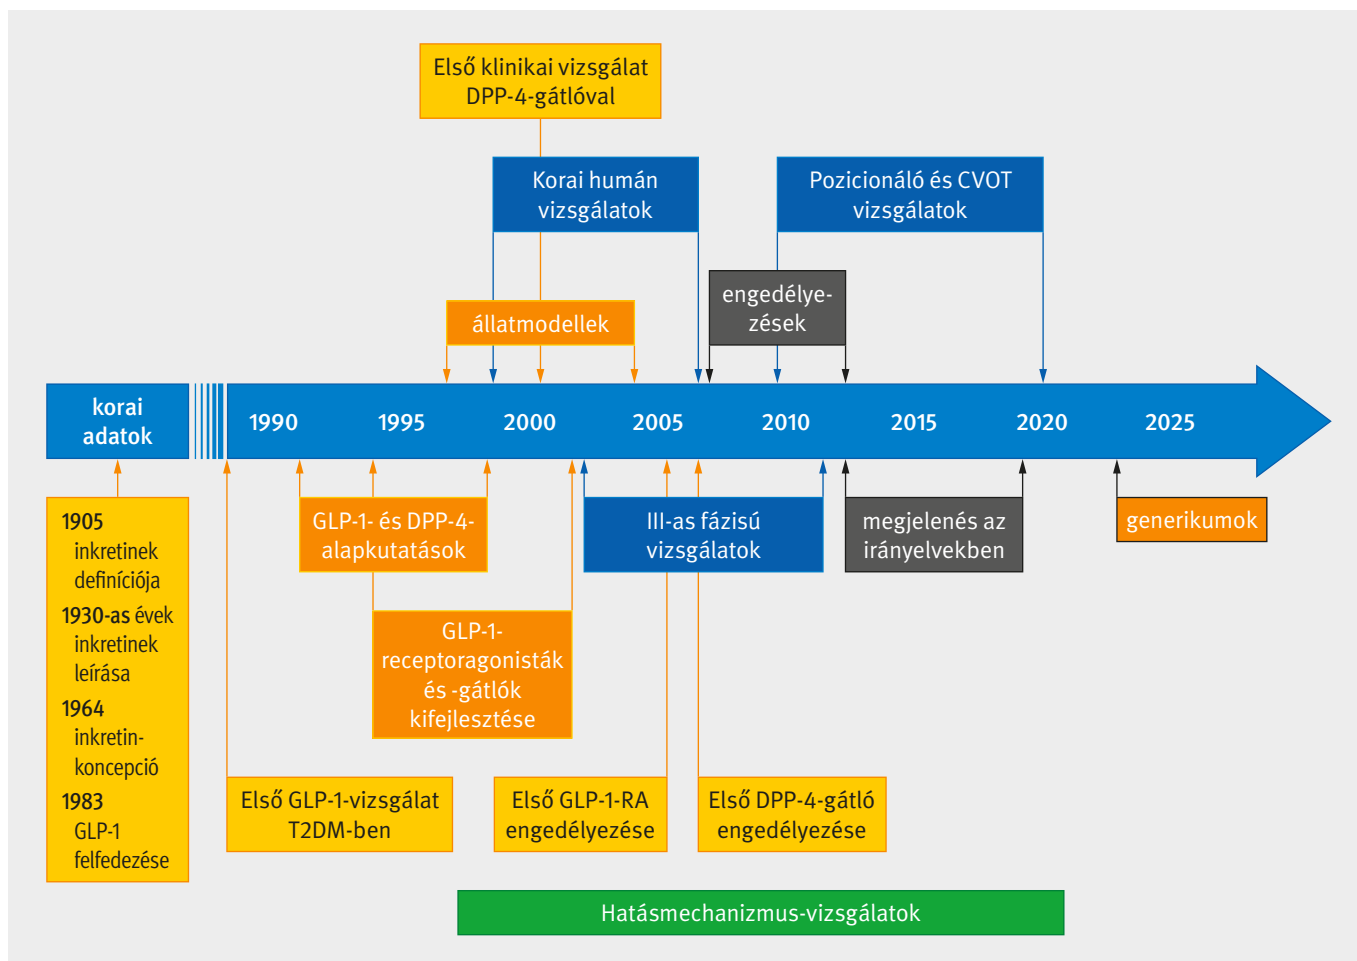 Első klinikai vizsgálat
DPP-4-gátlóval
Korai humán
vizsgálatok
Pozicionáló és CVOT
vizsgálatok
állatmodellek
engedélye-
zések
korai
adatok
1990 1995 2000 2005 2010 2015 2020 2025
1905
inkretinek
definíciója
1930-as évek
inkretinek
leírása
1964
inkretin-
koncepció
1983
GLP-1
felfedezése
GLP-1- és DPP-4-
alapkutatások
III-as fázisú
vizsgálatok
megjelenés az
irányelvekben
generikumok
GLP-1-
receptoragonisták
és -gátlók
kifejlesztése
Első GLP-1-vizsgálat
T2DM-ben
Első GLP-1-RA
engedélyezése
Első DPP-4-gátló
engedélyezése
Hatásmechanizmus-vizsgálatok